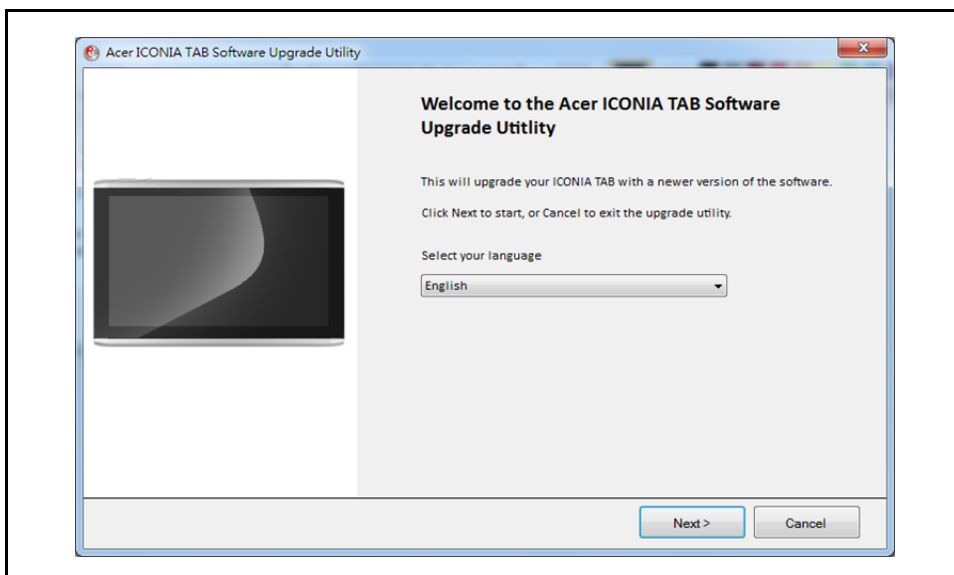 Acer ICONIA TAB Software Upgrade Utility
Welcome to the Acer ICONIA TAB Software
Upgrade Utitlity
This will upgrade your ICONIA TAB with a newer version of the software.
Click Next to start, or Cancel to exit the upgrade utility.
Select your language
English
Next >
Cancel